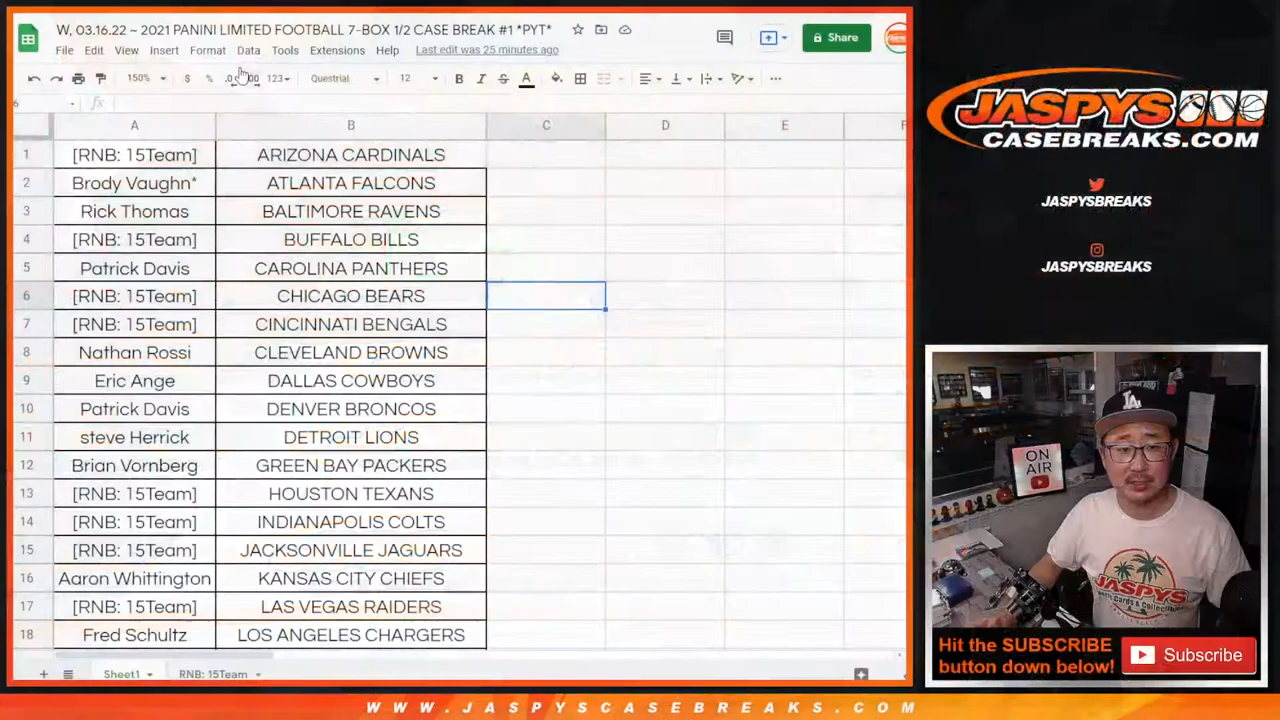 W, 03.16.22 ~ 2021 PANINI LIMITED FOOTBALL 7-BOX 1/2 CASE BREAK #1 *PYT*
File Edit View Insert Format Data Tools Extensions Help Last edit was 25 minutes ago
Share
150% $ % .0 .00 123 Questrial 12 B I S A
6 fx
A B C D E F
1 [RNB: 15Team] ARIZONA CARDINALS
2 Brody Vaughn* ATLANTA FALCONS
3 Rick Thomas BALTIMORE RAVENS
4 [RNB: 15Team] BUFFALO BILLS
5 Patrick Davis CAROLINA PANTHERS
6 [RNB: 15Team] CHICAGO BEARS
7 [RNB: 15Team] CINCINNATI BENGALS
8 Nathan Rossi CLEVELAND BROWNS
9 Eric Ange DALLAS COWBOYS
10 Patrick Davis DENVER BRONCOS
11 steve Herrick DETROIT LIONS
12 Brian Vornberg GREEN BAY PACKERS
13 [RNB: 15Team] HOUSTON TEXANS
14 [RNB: 15Team] INDIANAPOLIS COLTS
15 [RNB: 15Team] JACKSONVILLE JAGUARS
16 Aaron Whittington KANSAS CITY CHIEFS
17 [RNB: 15Team] LAS VEGAS RAIDERS
18 Fred Schultz LOS ANGELES CHARGERS
Sheet1 RNB: 15Team
JASPYS
CASEBREAKS.COM
JASPYSBREAKS
JASPYSBREAKS
LA
ON
AIR
JASPYS
Hit the SUBSCRIBE
button down below!
Subscribe
WWW.JASPYSCASEBREAKS.COM